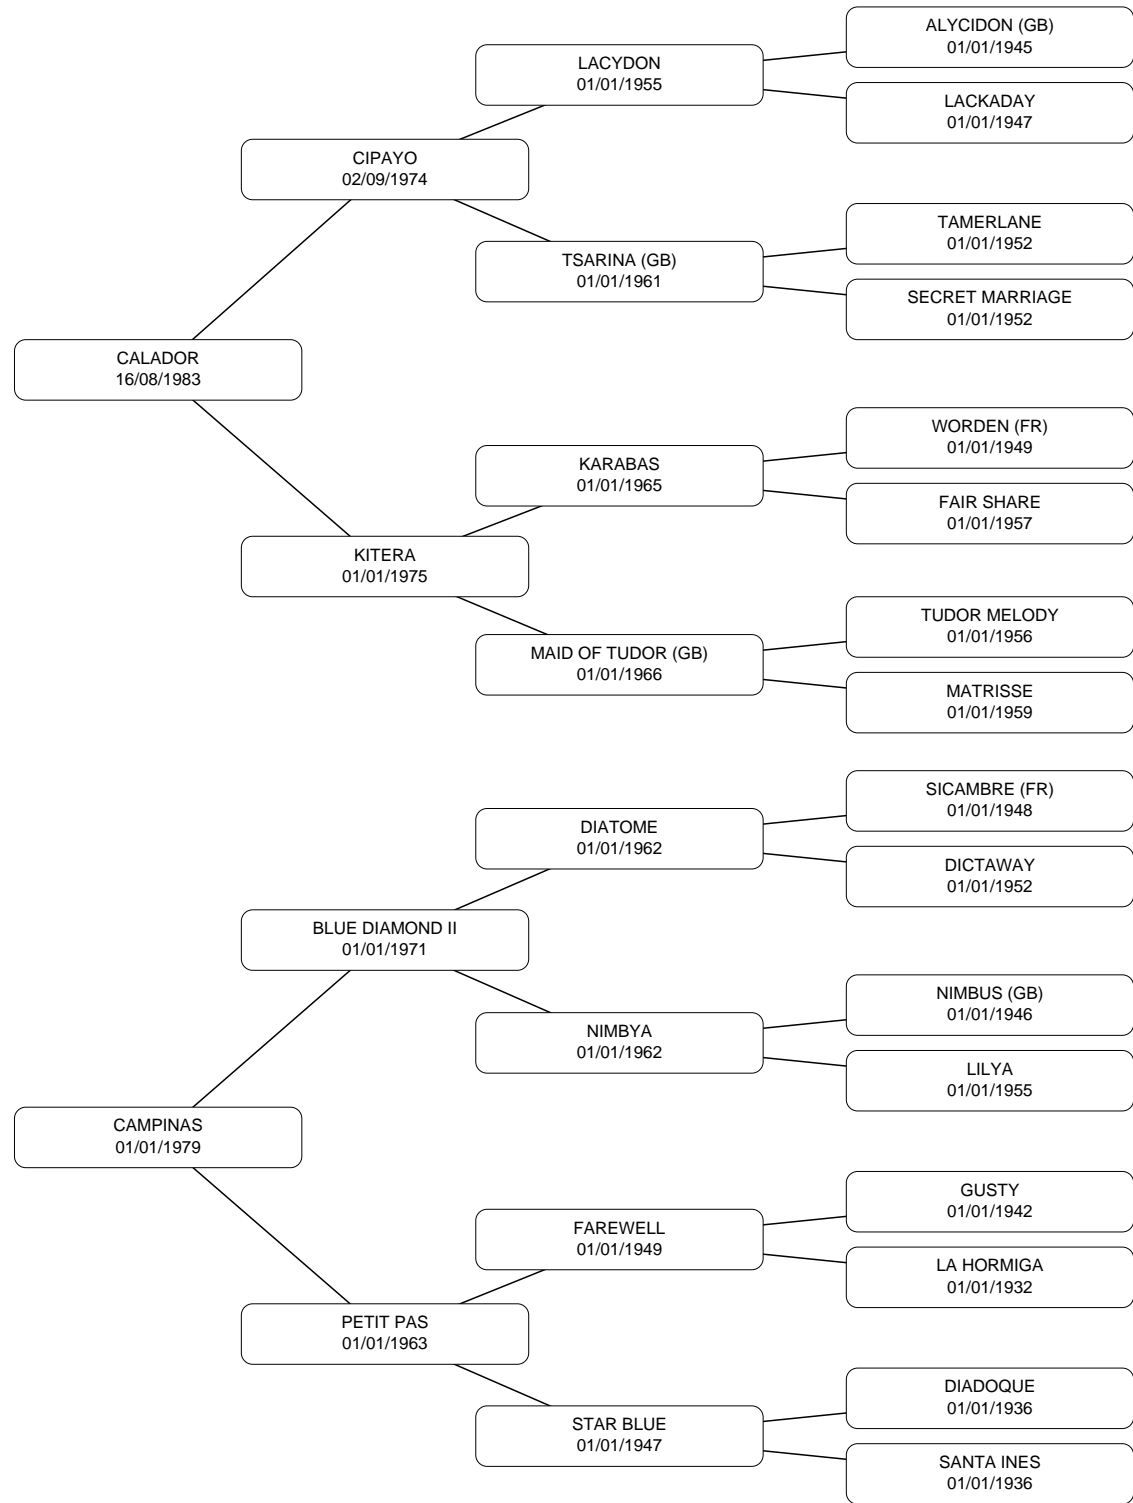 ALYCIDON (GB)
01/01/1945
LACYDON
01/01/1955
LACKADAY
01/01/1947
CIPAYO
02/09/1974
TAMERLANE
01/01/1952
TSARINA (GB)
01/01/1961
SECRET MARRIAGE
01/01/1952
CALADOR
16/08/1983
WORDEN (FR)
01/01/1949
KARABAS
01/01/1965
FAIR SHARE
01/01/1957
KITERA
01/01/1975
TUDOR MELODY
01/01/1956
MAID OF TUDOR (GB)
01/01/1966
MATRISSE
01/01/1959
SICAMBRE (FR)
01/01/1948
DIATOME
01/01/1962
DICTAWAY
01/01/1952
BLUE DIAMOND II
01/01/1971
NIMBUS (GB)
01/01/1946
NIMBYA
01/01/1962
LILYA
01/01/1955
CAMPINAS
01/01/1979
GUSTY
01/01/1942
FAREWELL
01/01/1949
LA HORMIGA
01/01/1932
PETIT PAS
01/01/1963
DIADOQUE
01/01/1936
STAR BLUE
01/01/1947
SANTA INES
01/01/1936